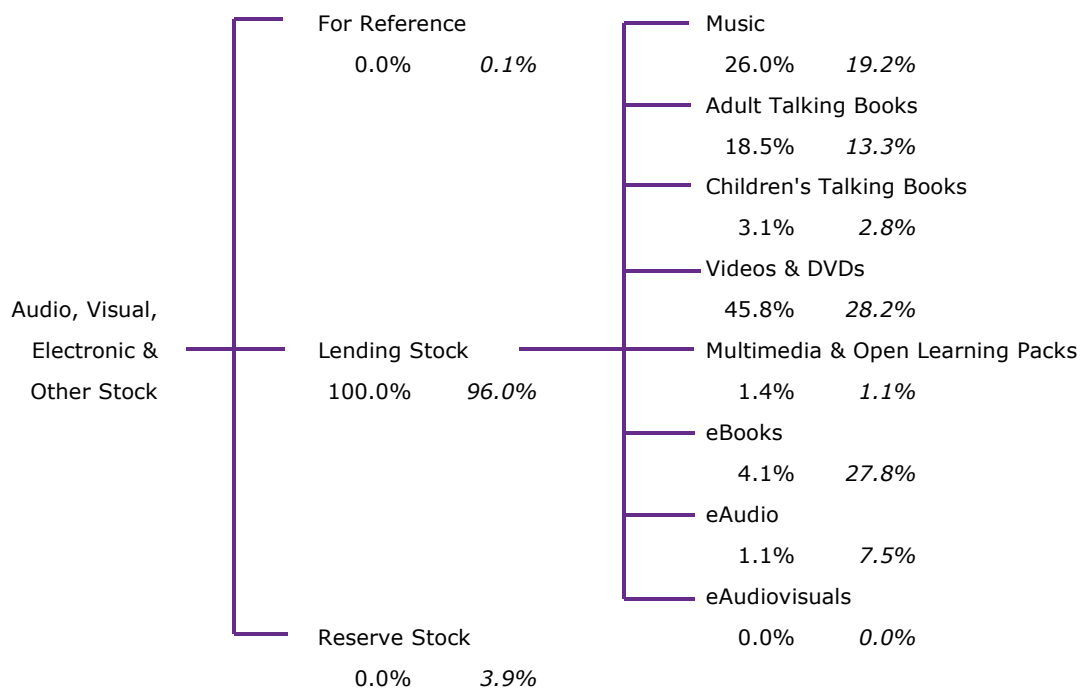 For Reference
0.0% 0.1%
Music
26.0% 19.2%
Adult Talking Books
18.5% 13.3%
Children's Talking Books
3.1% 2.8%
Videos & DVDs
45.8% 28.2%
Audio, Visual,
Electronic &
Other Stock
Lending Stock
100.0% 96.0%
Multimedia & Open Learning Packs
1.4% 1.1%
eBooks
4.1% 27.8%
eAudio
1.1% 7.5%
eAudiovisuals
0.0% 0.0%
Reserve Stock
0.0% 3.9%